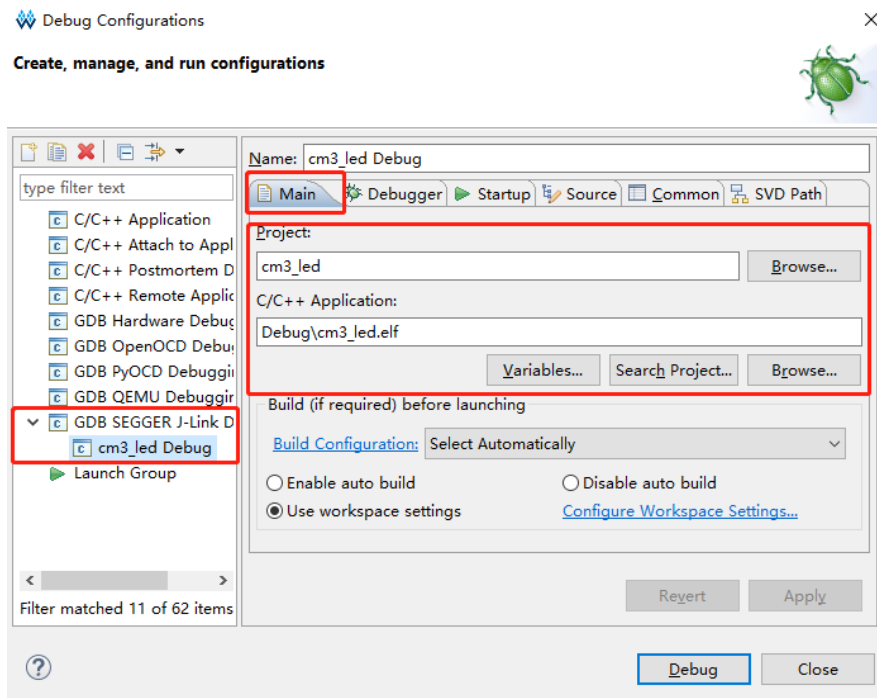 Debug Configurations
Create, manage, and run configurations
type filter text
C/C++ Application
C/C++ Attach to Appl
C/C++ Postmortem D
C/C++ Remote Applic
GDB Hardware Debug
GDB OpenOCD Debu
GDB PyOCD Debuggi
GDB QEMU Debuggin
GDB SEGGER J-Link D
cm3_led Debug
Launch Group
Filter matched 11 of 62 items
Name: cm3_led Debug
Main Debugger Startup Source Common SVD Path
Project:
cm3_led Browse...
C/C++ Application:
Debug\cm3_led.elf
Variables... Search Project... Browse...
Build (if required) before launching
Build Configuration: Select Automatically
Enable auto build Disable auto build
Use workspace settings Configure Workspace Settings...
Revert Apply
Debug Close